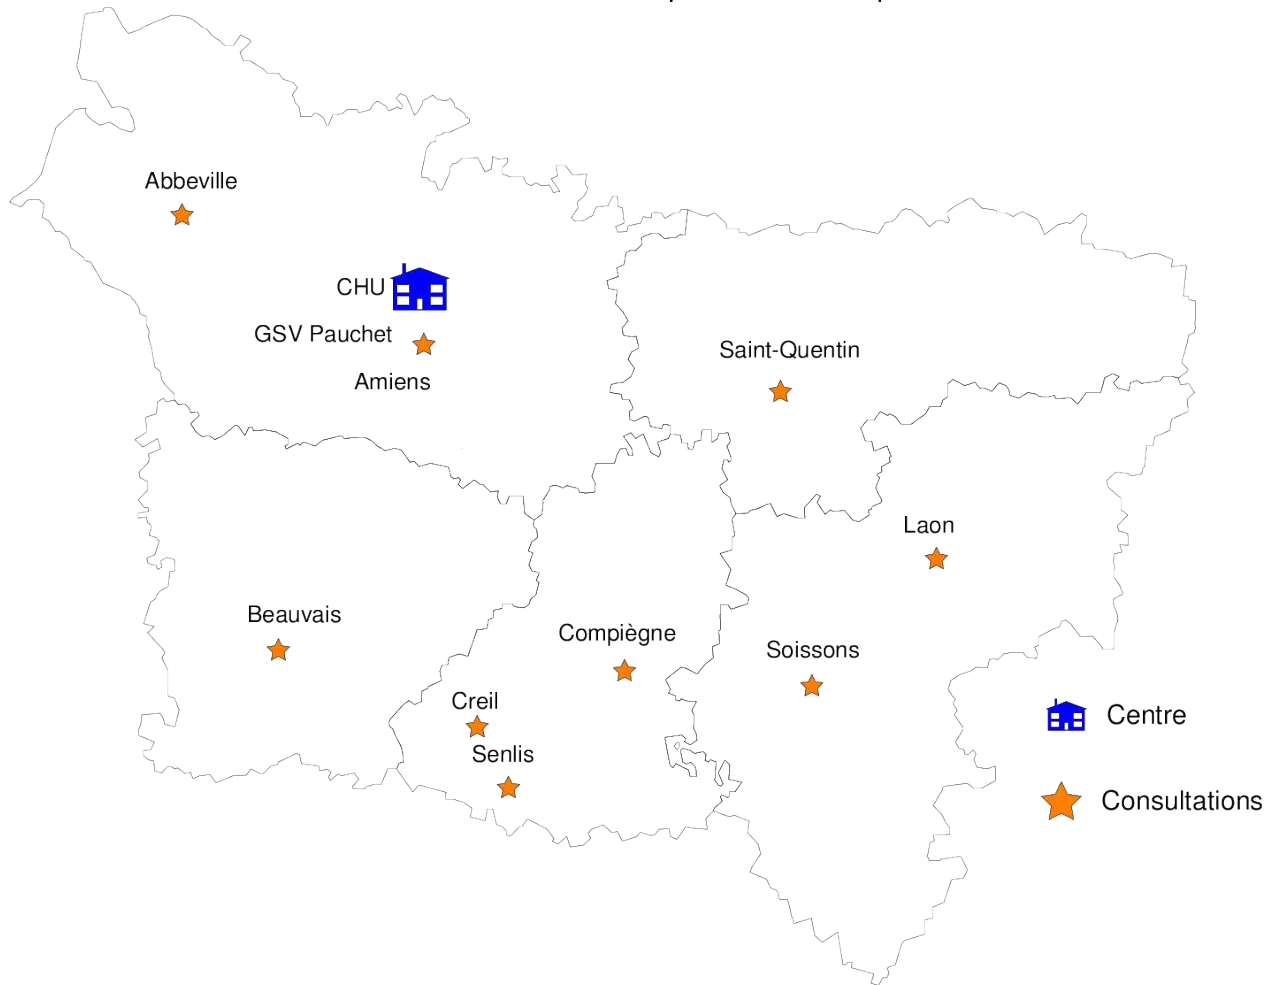 Abbeville
CHU
GSV Pauchet
Amiens
Saint-Quentin
Laon
Beauvais
Compiègne
Soissons
Creil
Senlis
Centre
Consultations